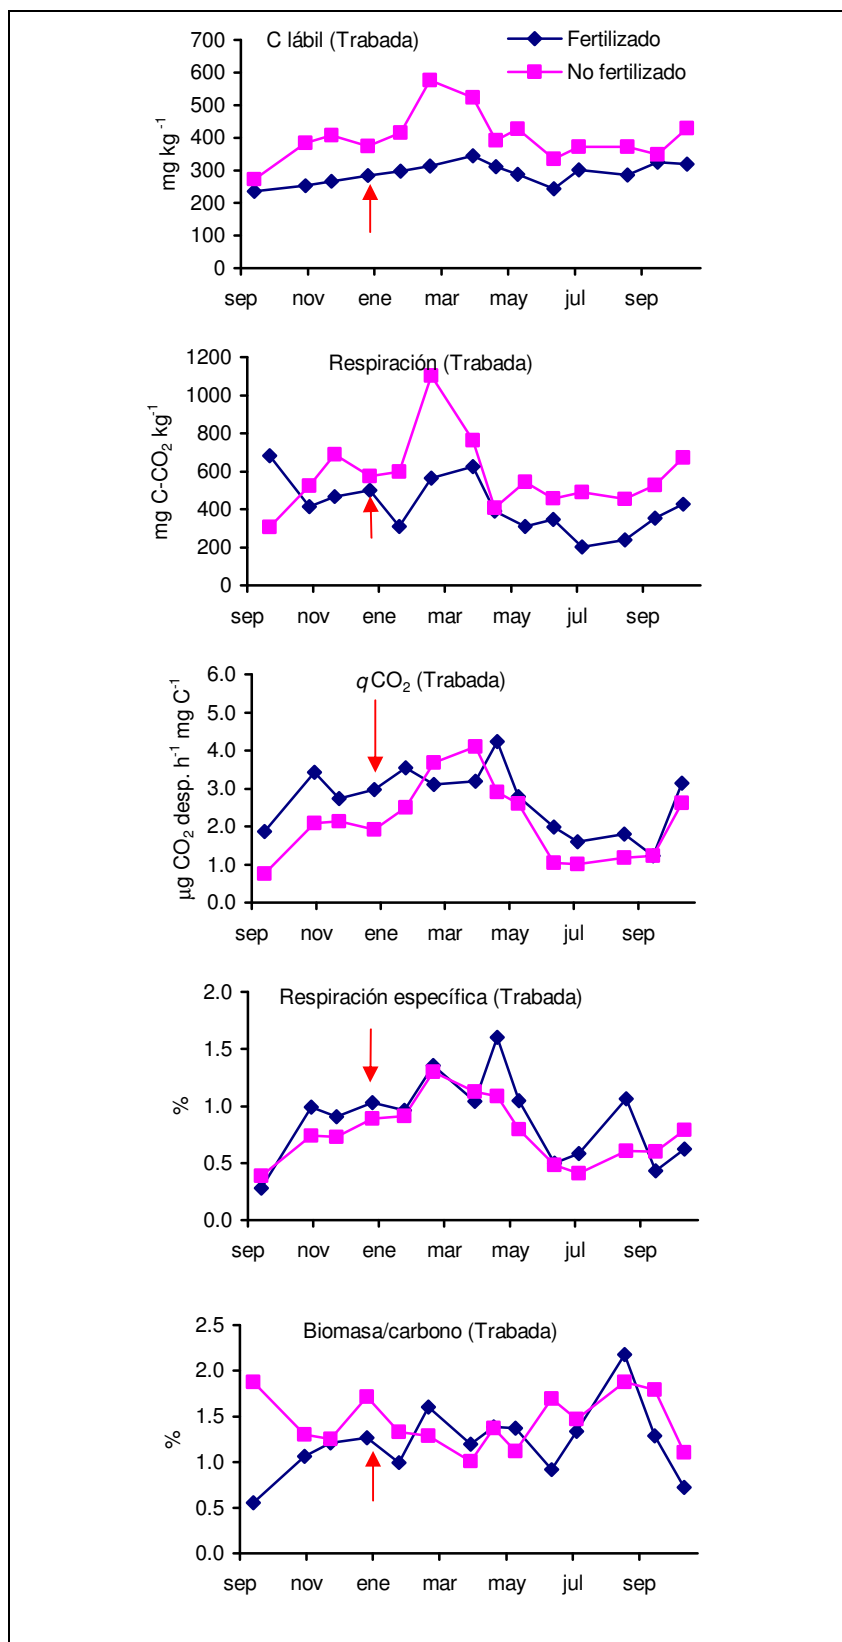 C lábil (Trabada)
Fertilizado
No fertilizado
700
600
500
400
300
200
100
0
mg kg⁻¹
sep nov ene mar may jul sep
Respiración (Trabada)
1200
1000
800
600
400
200
0
mg C-CO₂ kg⁻¹
sep nov ene mar may jul sep
qCO₂ (Trabada)
6.0
5.0
4.0
3.0
2.0
1.0
0.0
µg CO₂ desp. h⁻¹ mg C⁻¹
sep nov ene mar may jul sep
Respiración específica (Trabada)
2.0
1.5
1.0
0.5
0.0
%
sep nov ene mar may jul sep
Biomasa/carbono (Trabada)
2.5
2.0
1.5
1.0
0.5
0.0
%
sep nov ene mar may jul sep